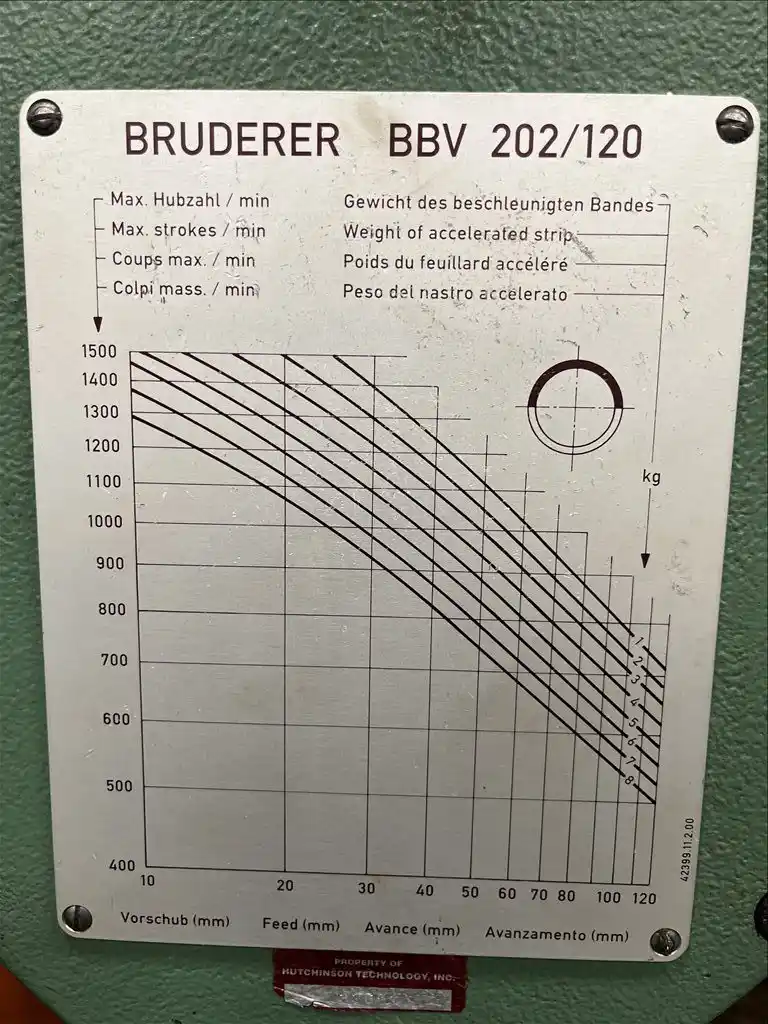 BRUDERER BBV 202/120
Max. Hubzahl / min
Gewicht des beschleunigten Bandes
Max. strokes / min
Weight of accelerated strip
Coups max. / min
Poids du feuillard accéléré
Colpi mass. / min
Peso del nastro accelerato
1500
1400
1300
1200
1100
1000
900
800
700
600
500
400
kg
1
2
3
4
5
6
7
8
10 20 30 40 50 60 70 80 100 120
Vorschub (mm) Feed (mm) Avance (mm) Avanzamento (mm)
42399.11.2.00
PROPERTY OF
HUTCHINSON TECHNOLOGY, INC.